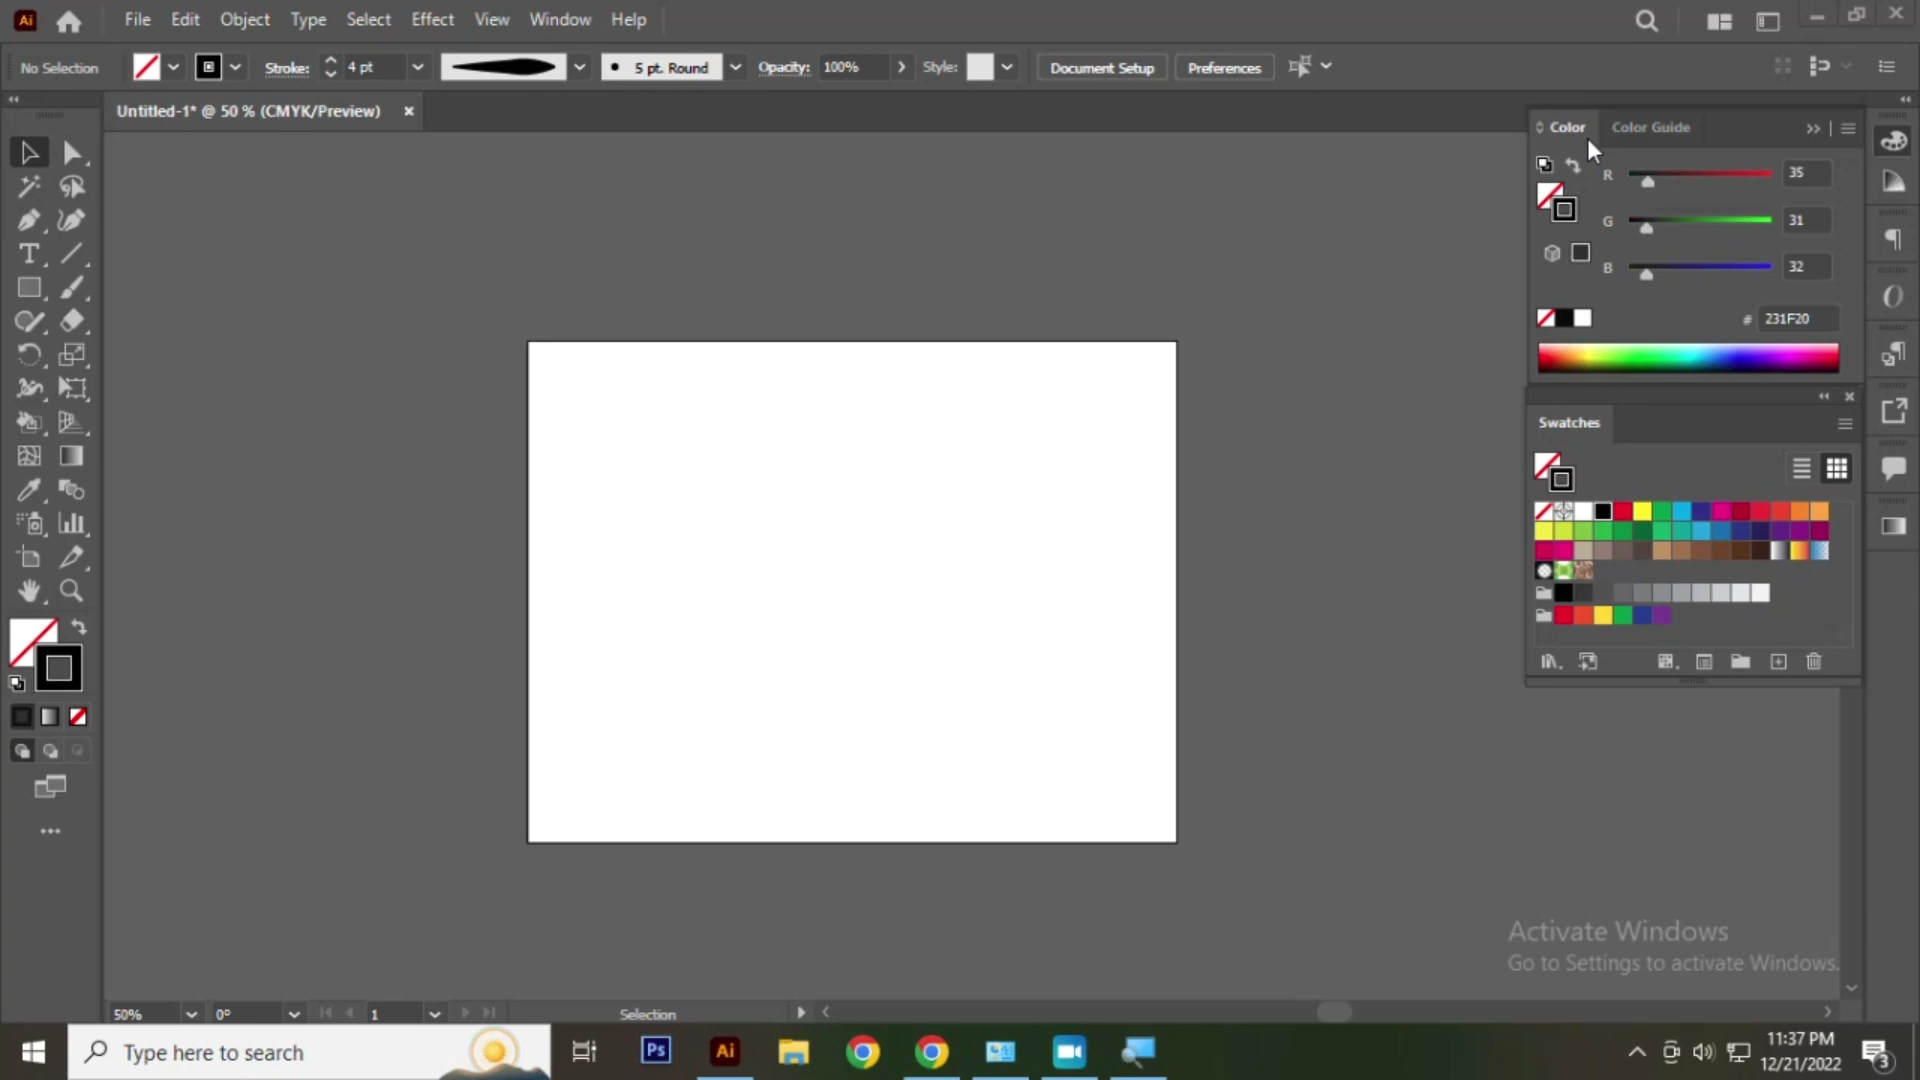 Ai File Edit Object Type Select Effect View Window Help
No Selection Stroke: 4 pt 5 pt. Round Opacity: 100% Style: Document Setup Preferences
Untitled-1* @ 50 % (CMYK/Preview)
Color Color Guide
R 35
G 31
B 32
# 231F20
Swatches
Activate Windows
Go to Settings to activate Windows.
50% 0° 1 Selection
Type here to search Ps Ai 11:37 PM
12/21/2022 3